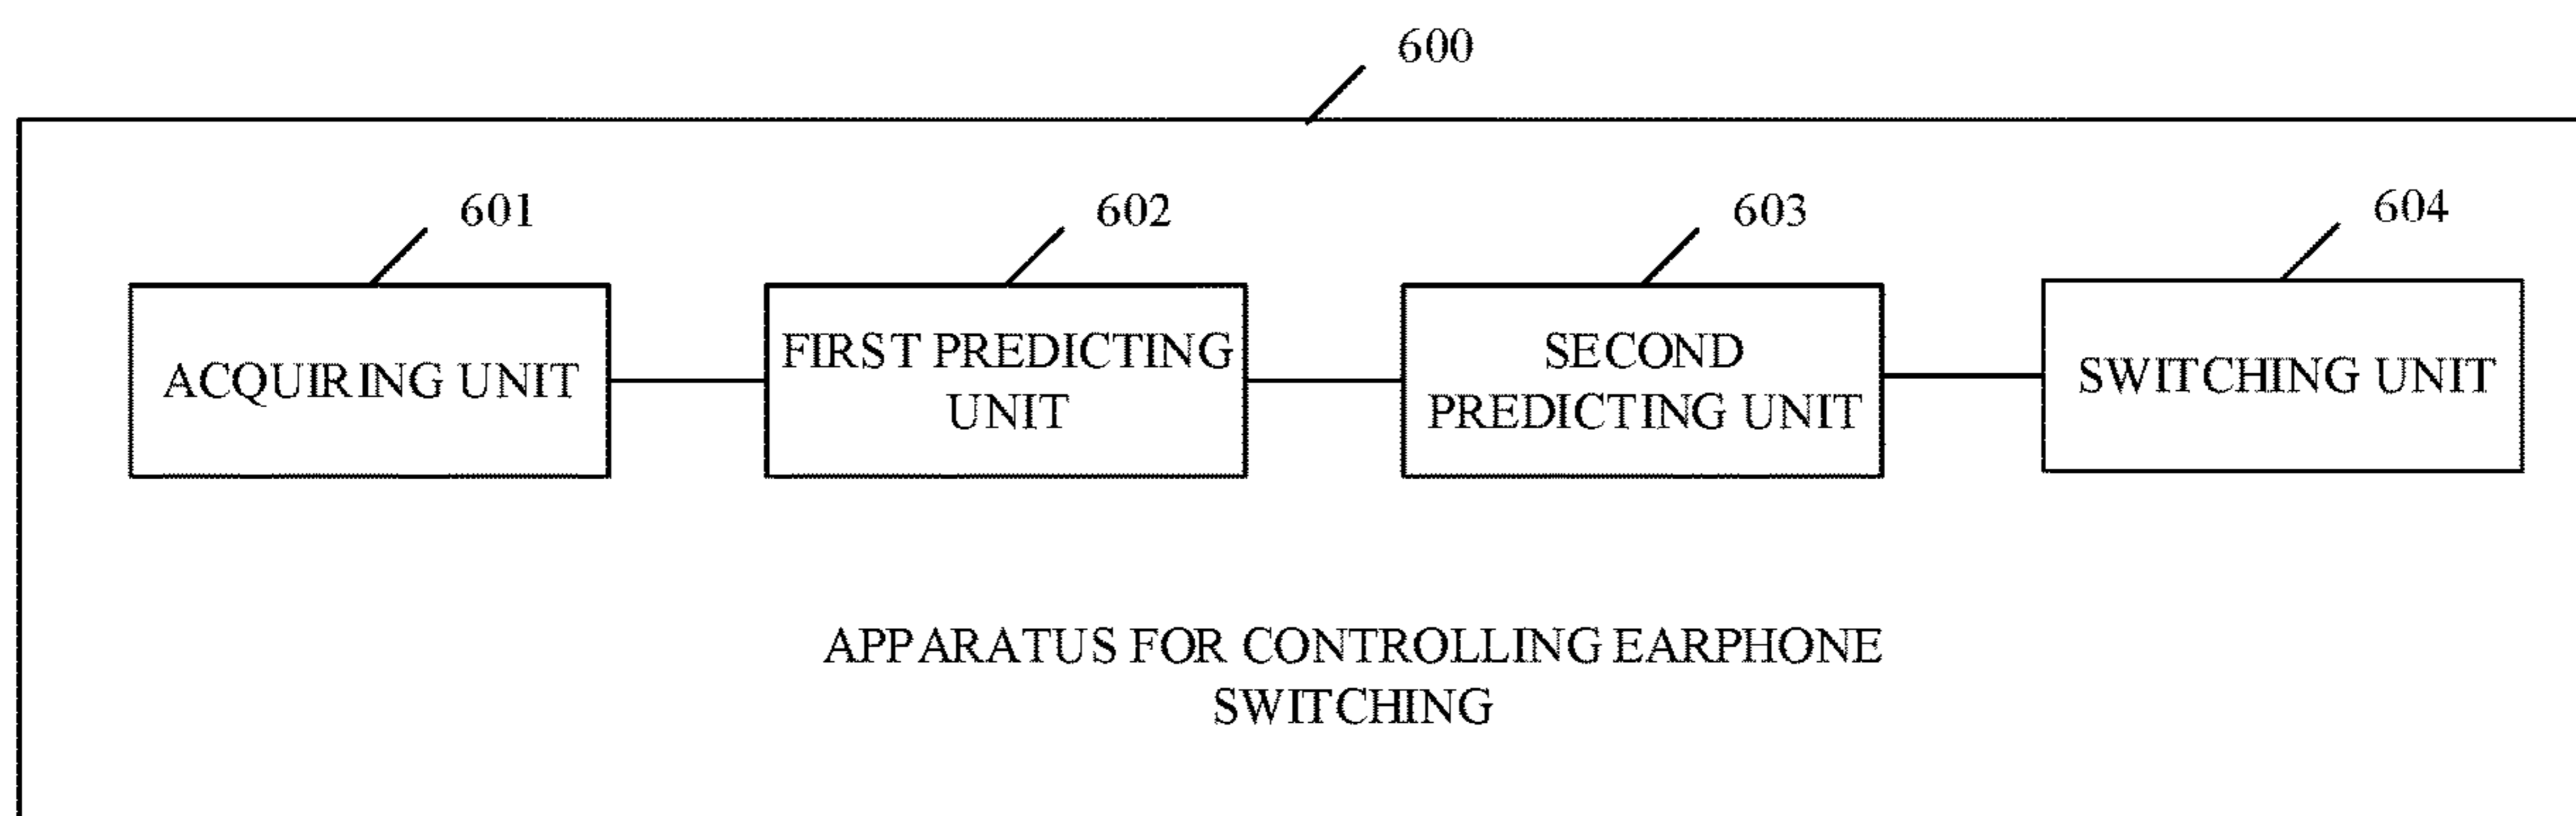 600
601
602
603
604
ACQUIRING UNIT
FIRST PREDICTING
UNIT
SECOND
PREDICTING UNIT
SWITCHING UNIT
APPARATUS FOR CONTROLLING EARPHONE
SWITCHING